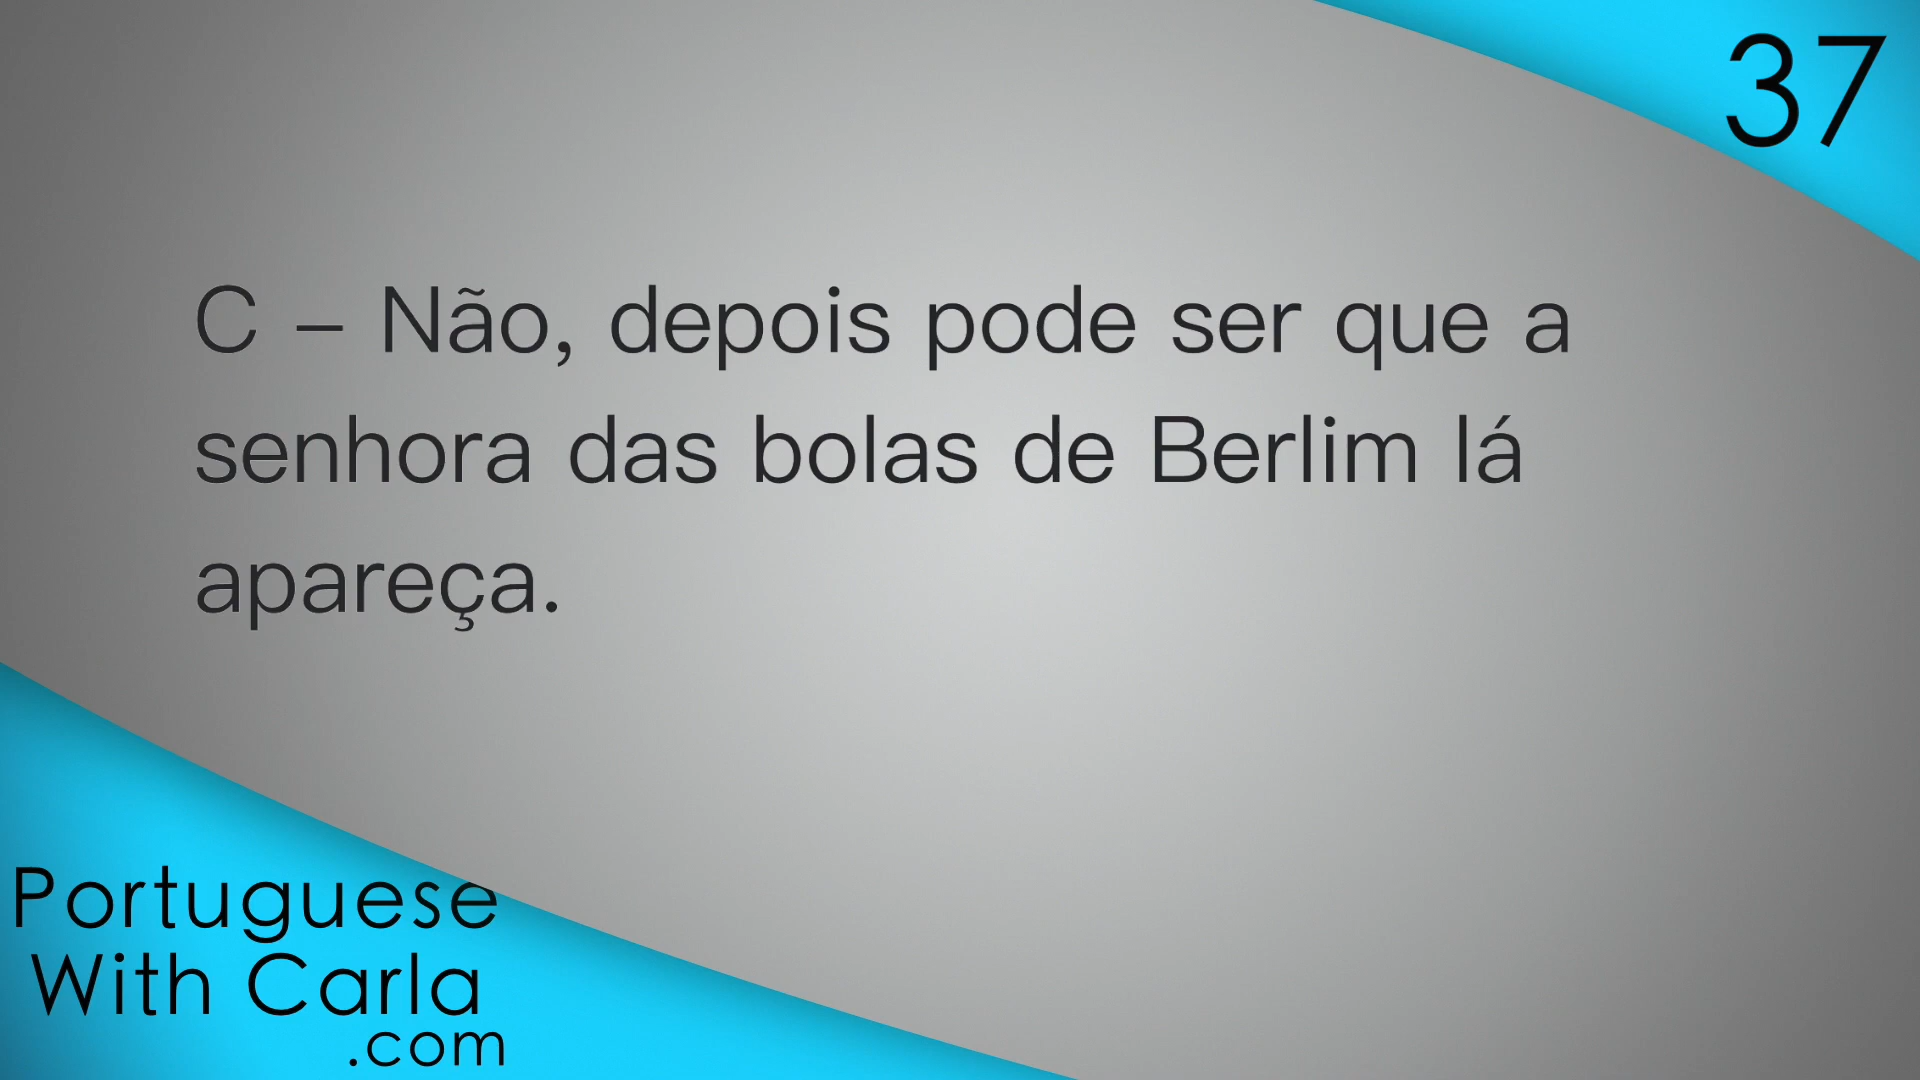 37
C – Não, depois pode ser que a
senhora das bolas de Berlim lá
apareça.
Portuguese
With Carla
.com